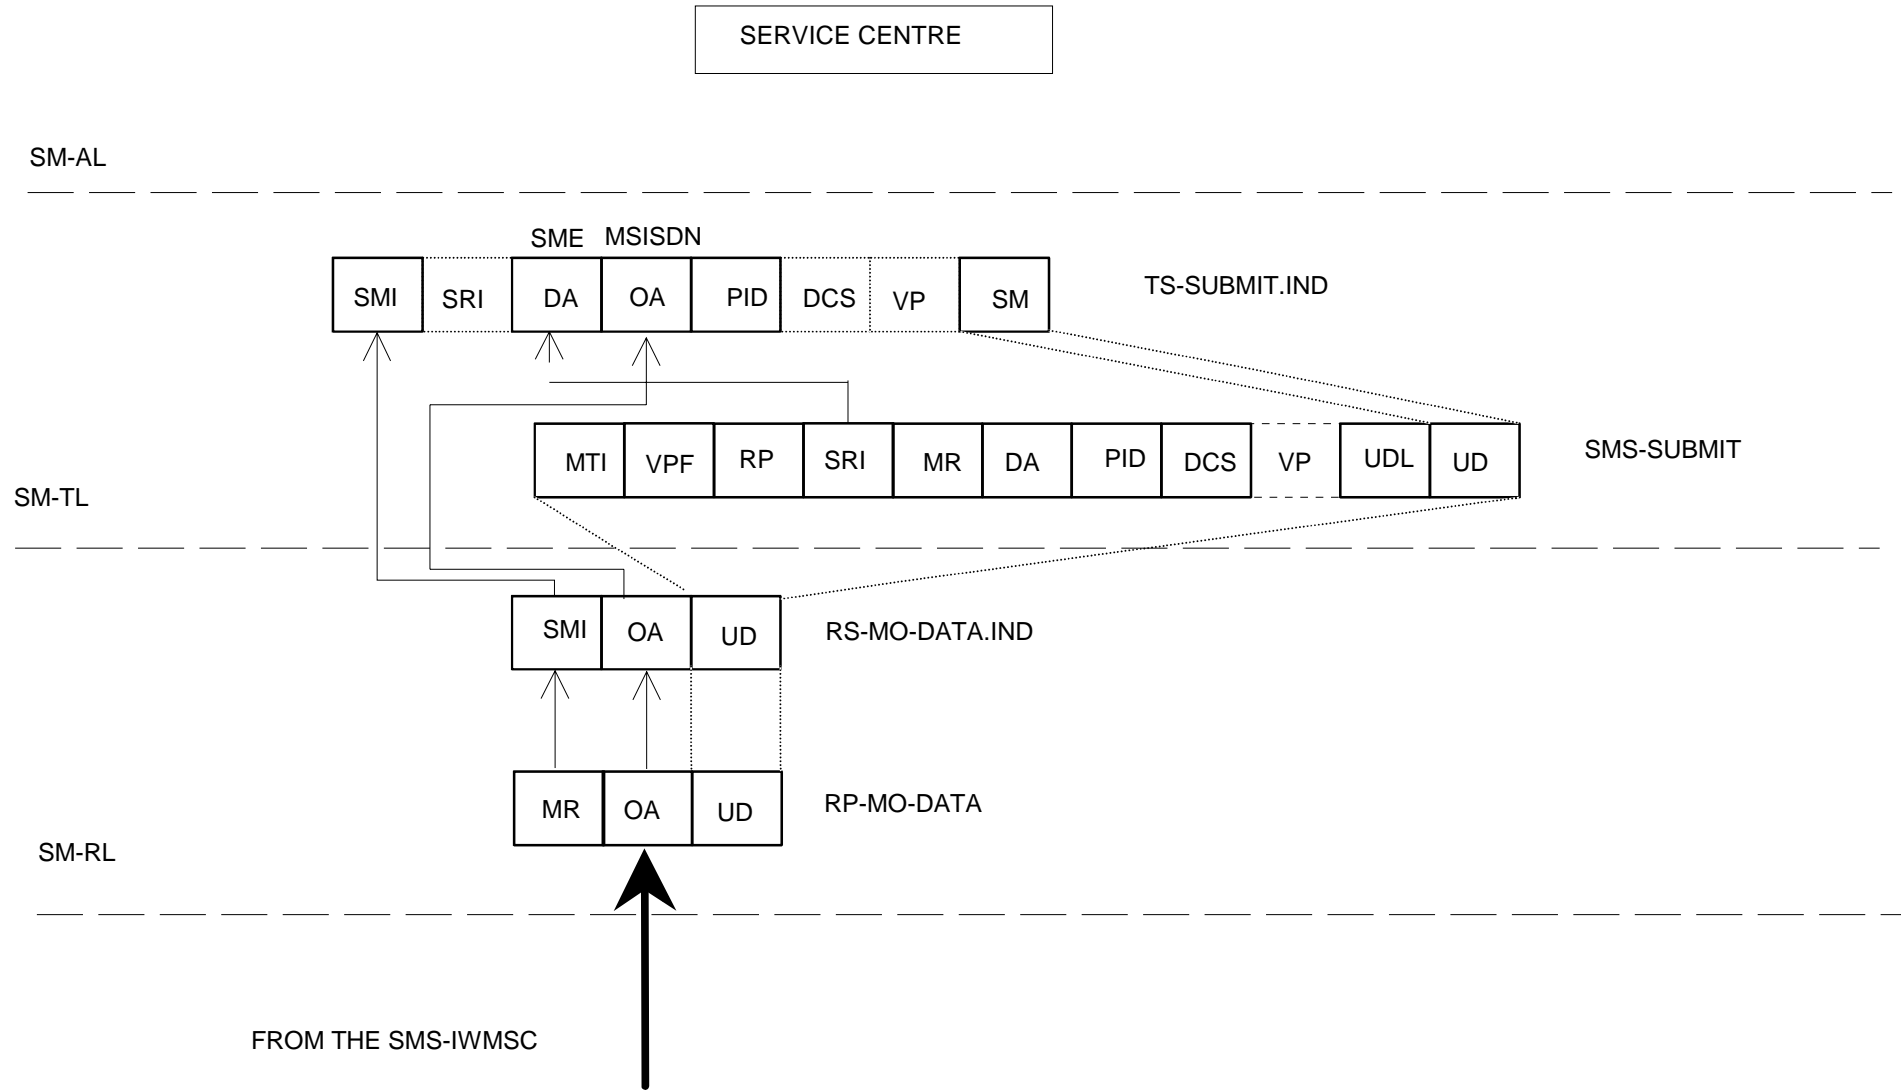 SERVICE CENTRE
SM-AL
SME MSISDN
SMI SRI DA OA PID DCS VP SM TS-SUBMIT.IND
MTI VPF RP SRI MR DA PID DCS VP UDL UD SMS-SUBMIT
SM-TL
SMI OA UD RS-MO-DATA.IND
MR OA UD RP-MO-DATA
SM-RL
FROM THE SMS-IWMSC